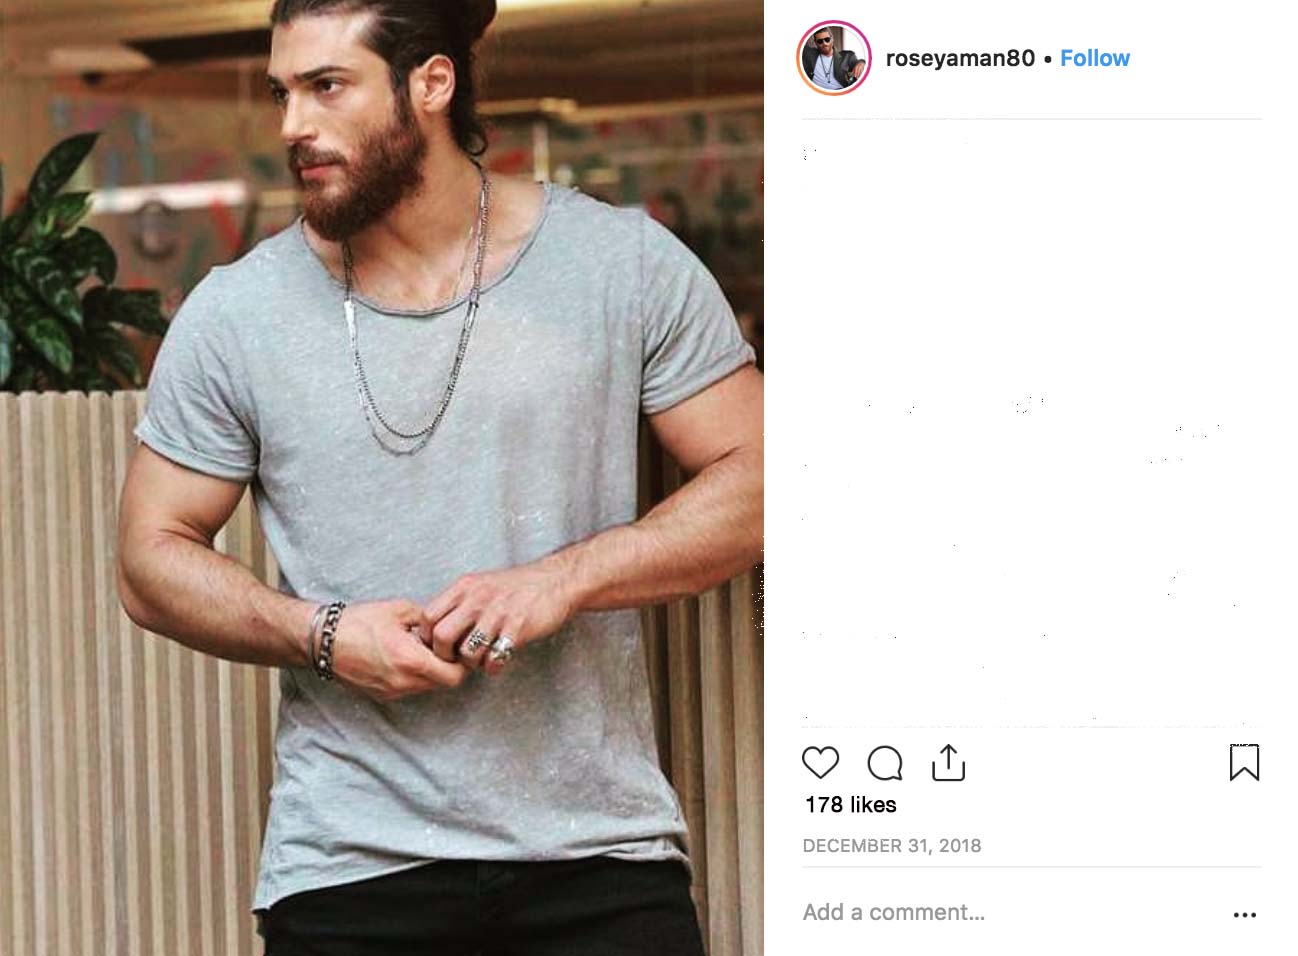 roseyaman80 • Follow
178 likes
DECEMBER 31, 2018
Add a comment...